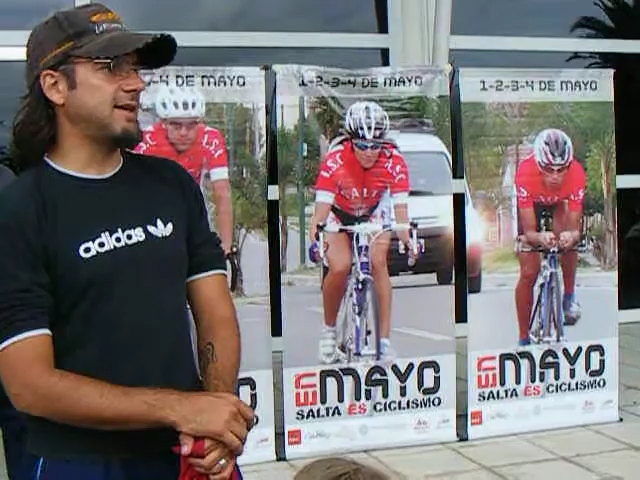 adidas
-4 DE MAYO
1-2-3-4 DE MAYO
SALTA
EN MAYO
SALTA ES CICLISMO
1-2-3-4 DE MAYO
EN MAYO
SALTA ES CICLISMO